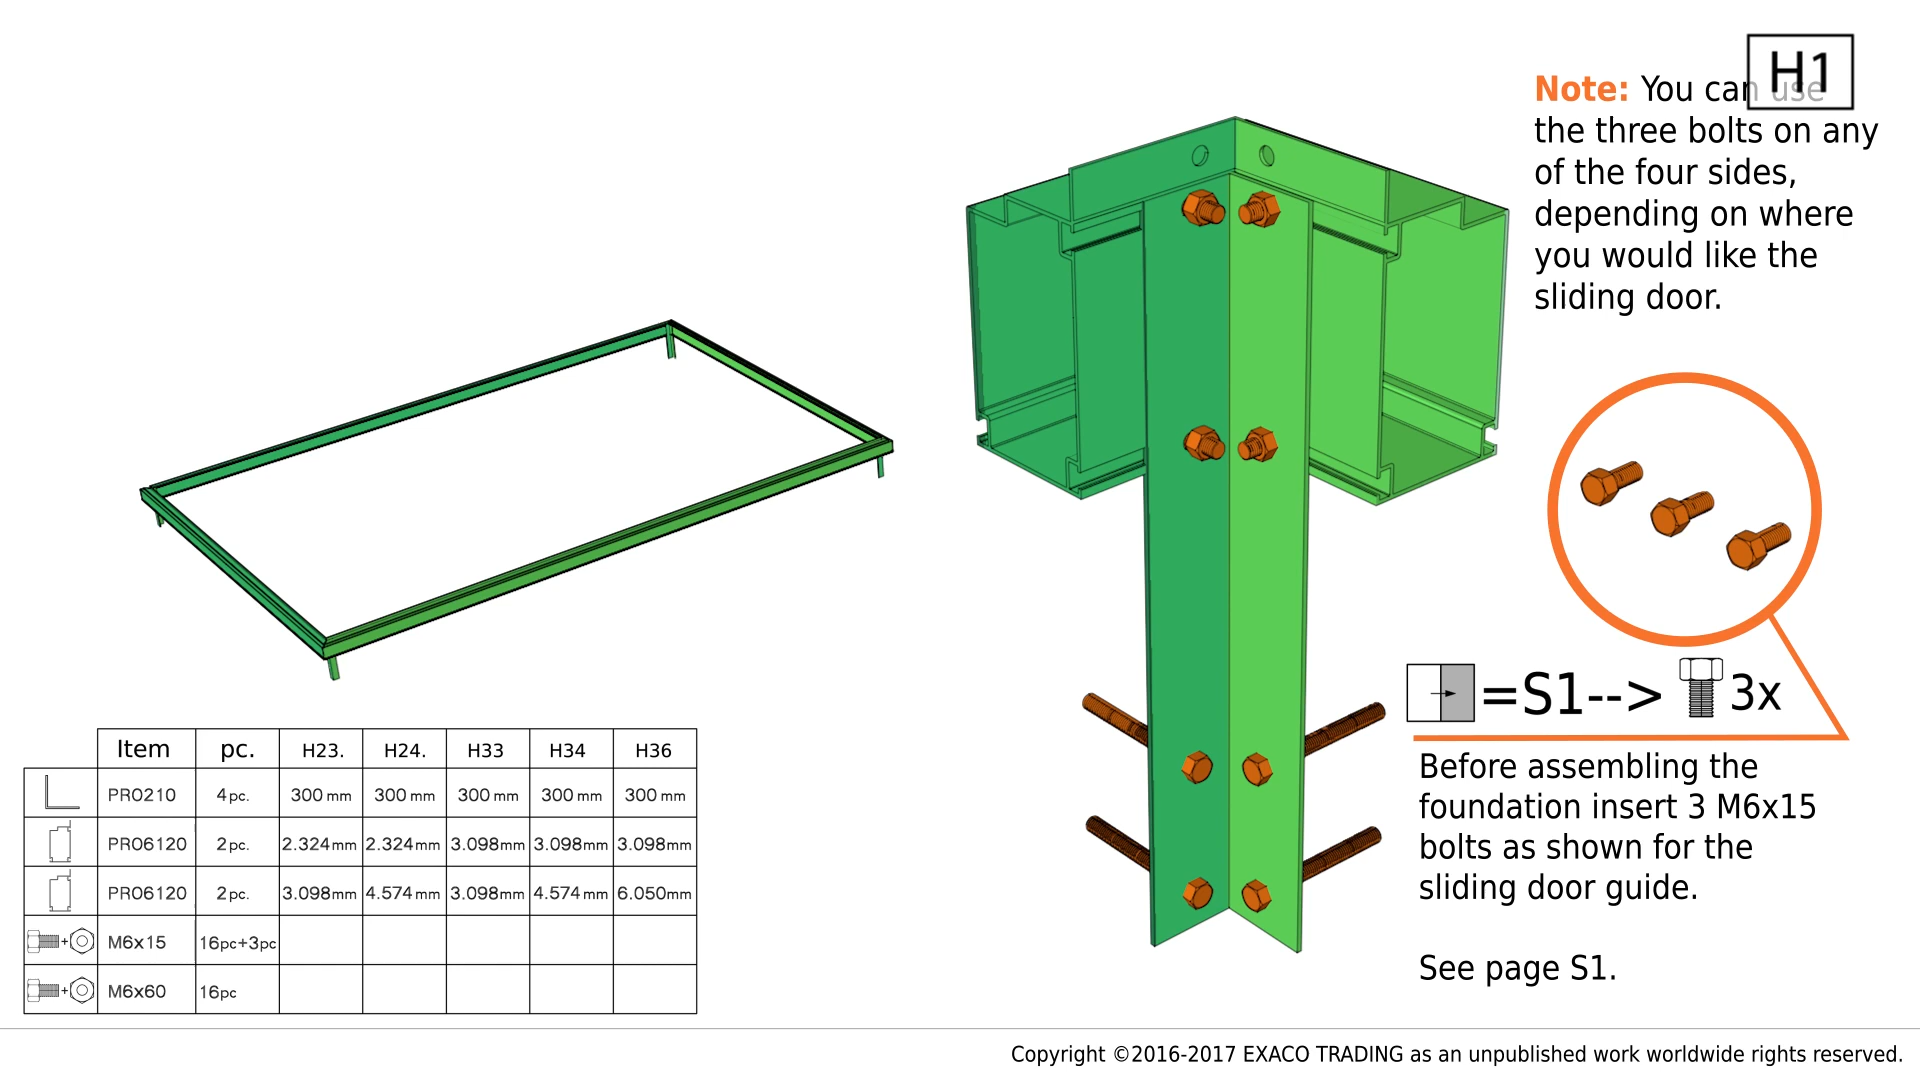 H1
Note: You can use
the three bolts on any
of the four sides,
depending on where
you would like the
sliding door.
=S1--> 3x
Before assembling the
foundation insert 3 M6x15
bolts as shown for the
sliding door guide.
See page S1.
Item pc. H23. H24. H33 H34 H36
PRO210 4pc. 300 mm 300 mm 300 mm 300 mm 300 mm
PRO6120 2pc. 2.324mm 2.324mm 3.098mm 3.098mm 3.098mm
PRO6120 2pc. 3.098mm 4.574mm 3.098mm 4.574mm 6.050mm
+ M6x15 16pc+3pc
+ M6x60 16pc
Copyright ©2016-2017 EXACO TRADING as an unpublished work worldwide rights reserved.